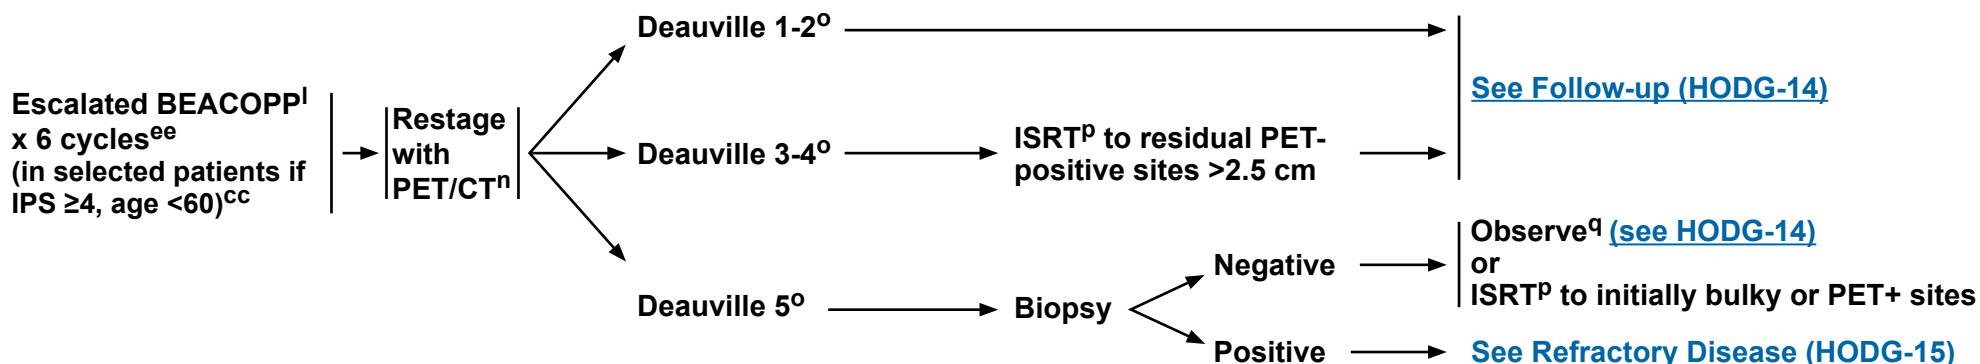 Deauville 1-2ᵒ
Escalated BEACOPPˡ
x 6 cyclesᵉᵉ
(in selected patients if
IPS ≥4, age <60)ᶜᶜ
Restage
with
PET/CTⁿ
Deauville 3-4ᵒ
ISRTᵖ to residual PET-
positive sites >2.5 cm
See Follow-up (HODG-14)
Deauville 5ᵒ
Biopsy
Negative
Observe^q (see HODG-14)
or
ISRTᵖ to initially bulky or PET+ sites
Positive
See Refractory Disease (HODG-15)